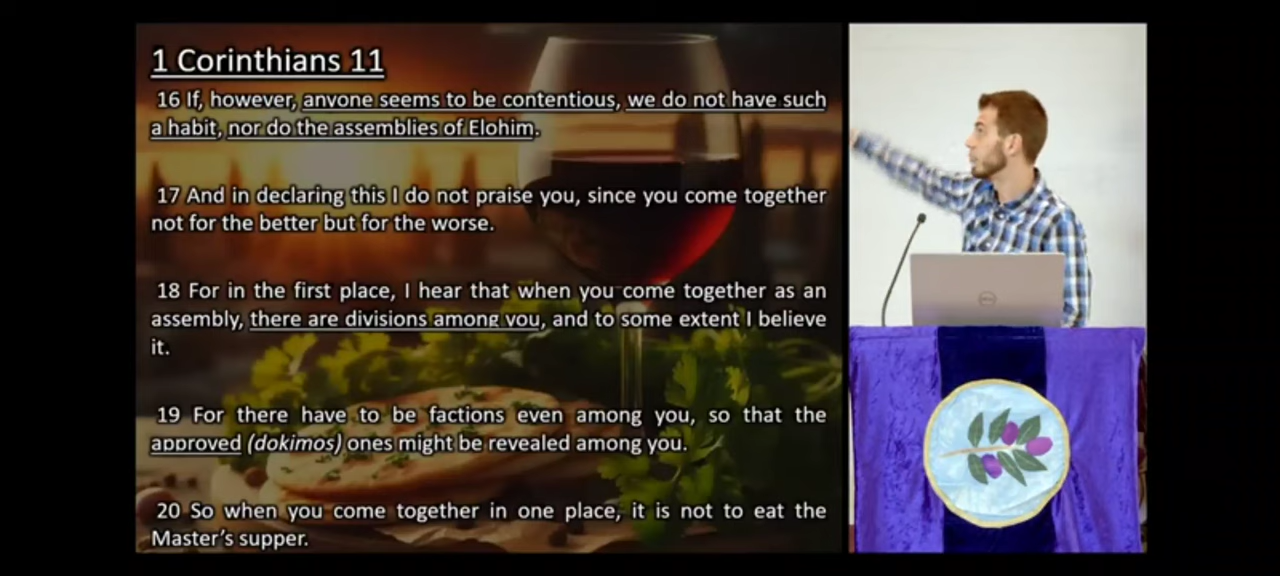 1 Corinthians 11
16 If, however, anyone seems to be contentious, we do not have such
a habit, nor do the assemblies of Elohim.
17 And in declaring this I do not praise you, since you come together
not for the better but for the worse.
18 For in the first place, I hear that when you come together as an
assembly, there are divisions among you, and to some extent I believe
it.
19 For there have to be factions even among you, so that the
approved (dokimos) ones might be revealed among you.
20 So when you come together in one place, it is not to eat the
Master's supper.
DELL